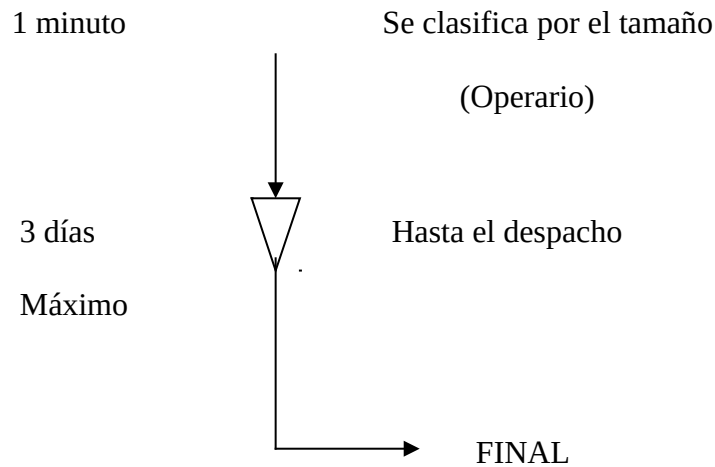 1 minuto Se clasifica por el tamaño
(Operario)
3 días Hasta el despacho
Máximo
FINAL